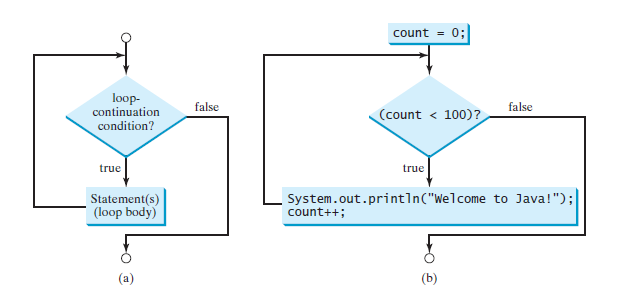 loop-
continuation
condition?
false
true
Statement(s)
(loop body)
(a)
count = 0;
(count < 100)?
false
true
System.out.println("Welcome to Java!");
count++;
(b)